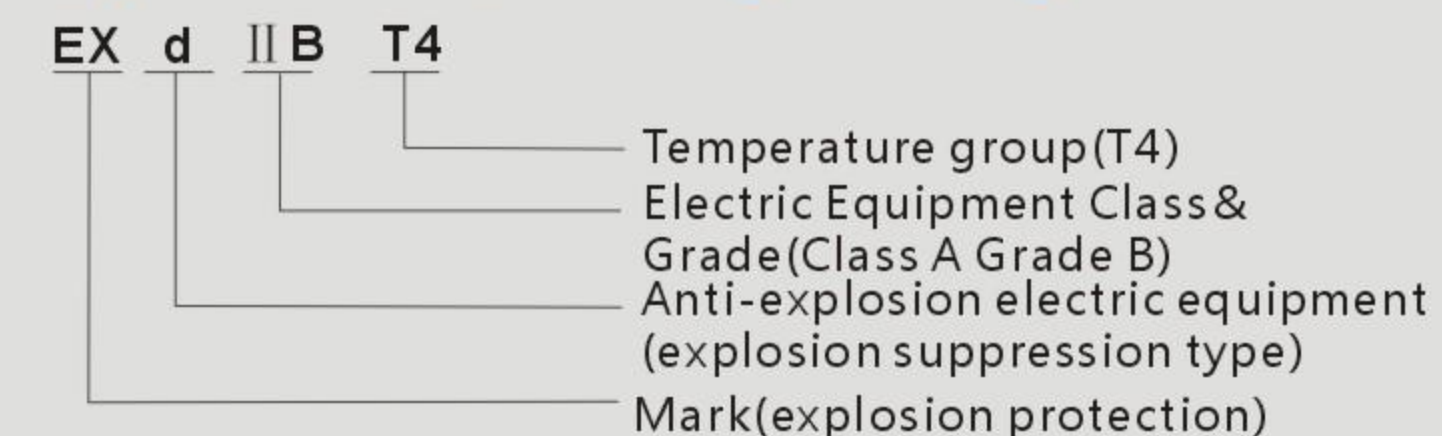 EX d II B T4
Temperature group(T4)
Electric Equipment Class&
Grade(Class A Grade B)
Anti-explosion electric equipment
(explosion suppression type)
Mark(explosion protection)